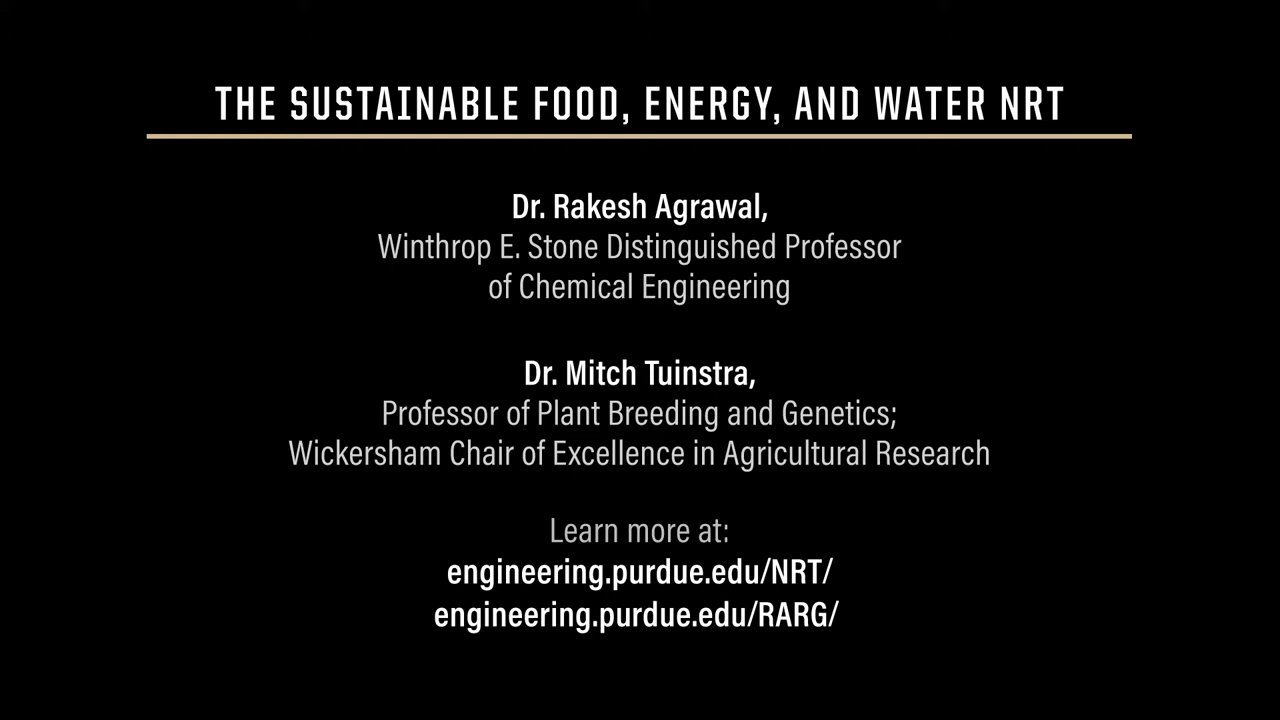 THE SUSTAINABLE FOOD, ENERGY, AND WATER NRT
Dr. Rakesh Agrawal,
Winthrop E. Stone Distinguished Professor
of Chemical Engineering
Dr. Mitch Tuinstra,
Professor of Plant Breeding and Genetics;
Wickersham Chair of Excellence in Agricultural Research
Learn more at:
engineering.purdue.edu/NRT/
engineering.purdue.edu/RARG/